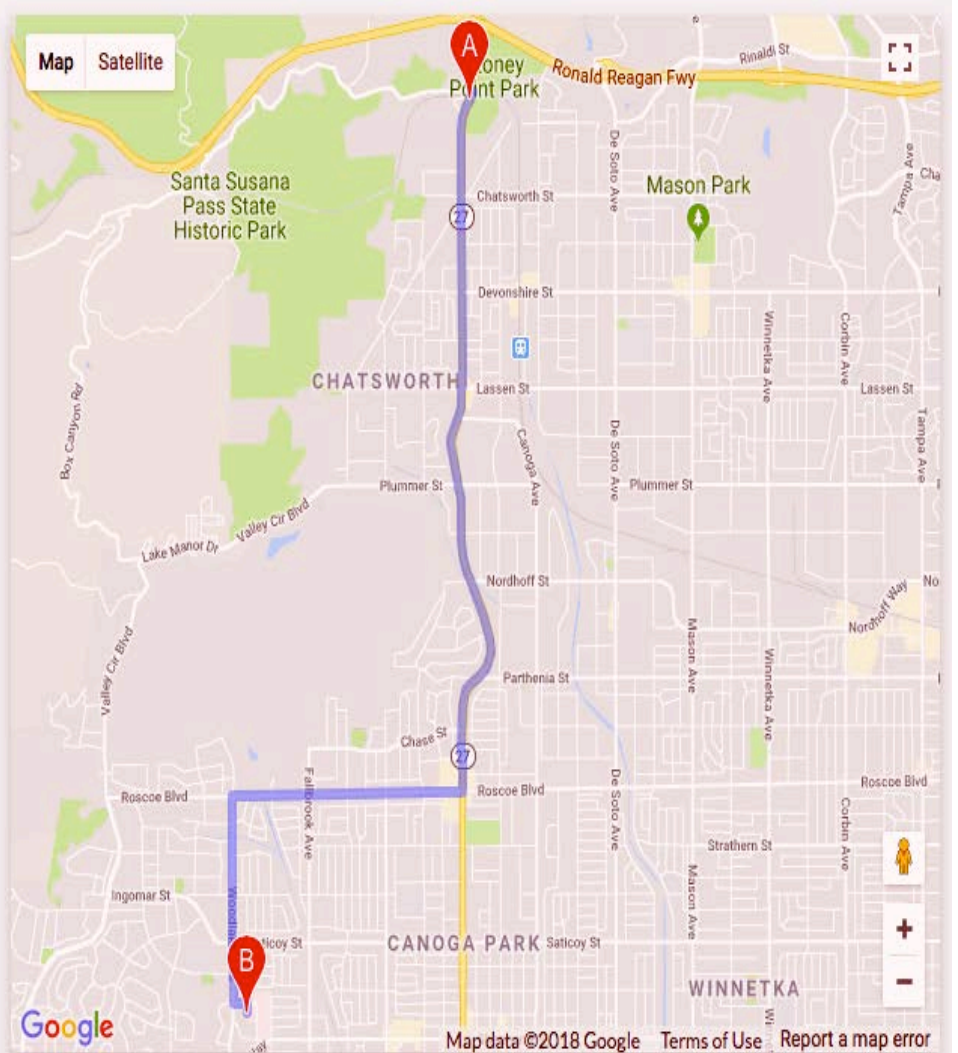 A
Map
Satellite
Rinaldi St
Ronald Reagan Fwy
Point Park
De Soto Ave
Tampa Ave
Santa Susana
Pass State
Historic Park
Chatsworth St
Mason Park
27
Devonshire St
Winnetka Ave
Corbin Ave
CHATSWORTH
Lassen St
Lassen St
Box Canyon Rd
Canoga Ave
De Soto Ave
Tampa Ave
Plummer St
Plummer St
Valley Cir Blvd
Lake Manor Dr
Nordhoff St
Nordhoff Way
Valley Cir Blvd
Mason Ave
Winnetka Ave
Parthenia St
Chase St
27
Roscoe Blvd
Fallbrook Ave
Roscoe Blvd
De Soto Ave
Roscoe Blvd
Corbin Ave
Strathern St
Ingomar St
Mason Ave
CANOGA PARK
Saticoy St
B
WINNETKA
Google
Map data ©2018 Google
Terms of Use
Report a map error